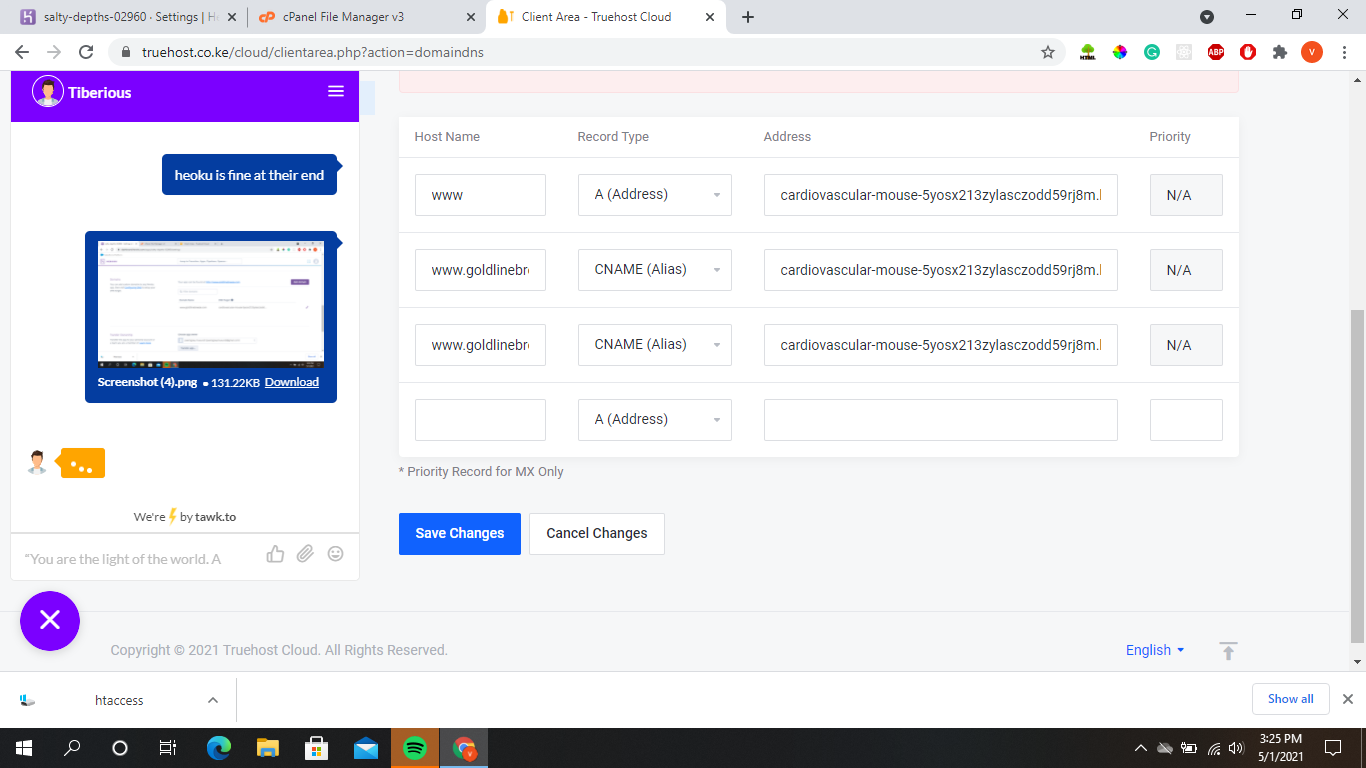 salty-depths-02960 · Settings | H
cPanel File Manager v3
Client Area - Truehost Cloud
truehost.co.ke/cloud/clientarea.php?action=domaindns
HTML
ABP
V
Tiberious
heoku is fine at their end
Screenshot (4).png 131.22KB Download
We're by tawk.to
"You are the light of the world. A
Host Name Record Type Address Priority
www A (Address) cardiovascular-mouse-5yosx213zylasczodd59rj8m. N/A
www.goldlinebr CNAME (Alias) cardiovascular-mouse-5yosx213zylasczodd59rj8m. N/A
www.goldlinebr CNAME (Alias) cardiovascular-mouse-5yosx213zylasczodd59rj8m. N/A
A (Address)
* Priority Record for MX Only
Save Changes Cancel Changes
Copyright © 2021 Truehost Cloud. All Rights Reserved.
English
htaccess
Show all
3:25 PM
5/1/2021